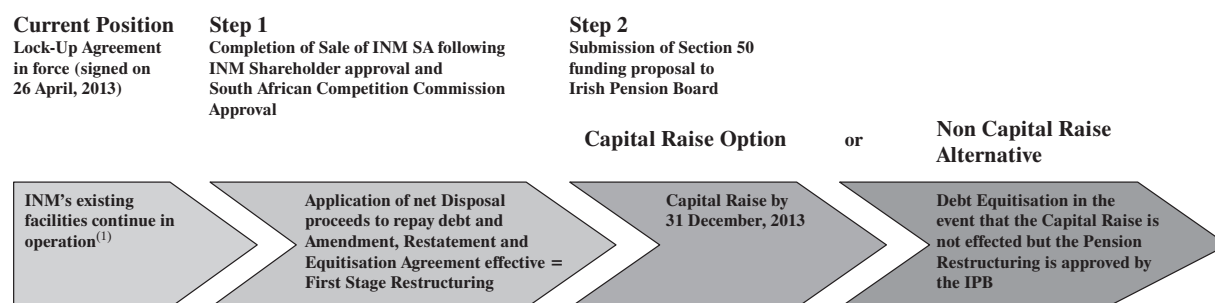 Current Position
Lock-Up Agreement
in force (signed on
26 April, 2013)
Step 1
Completion of Sale of INM SA following
INM Shareholder approval and
South African Competition Commission
Approval
Step 2
Submission of Section 50
funding proposal to
Irish Pension Board
Capital Raise Option
or
Non Capital Raise
Alternative
INM's existing
facilities continue in
operation(1)
Application of net Disposal
proceeds to repay debt and
Amendment, Restatement and
Equitisation Agreement effective =
First Stage Restructuring
Capital Raise by
31 December, 2013
Debt Equitisation in the
event that the Capital Raise is
not effected but the Pension
Restructuring is approved by
the IPB